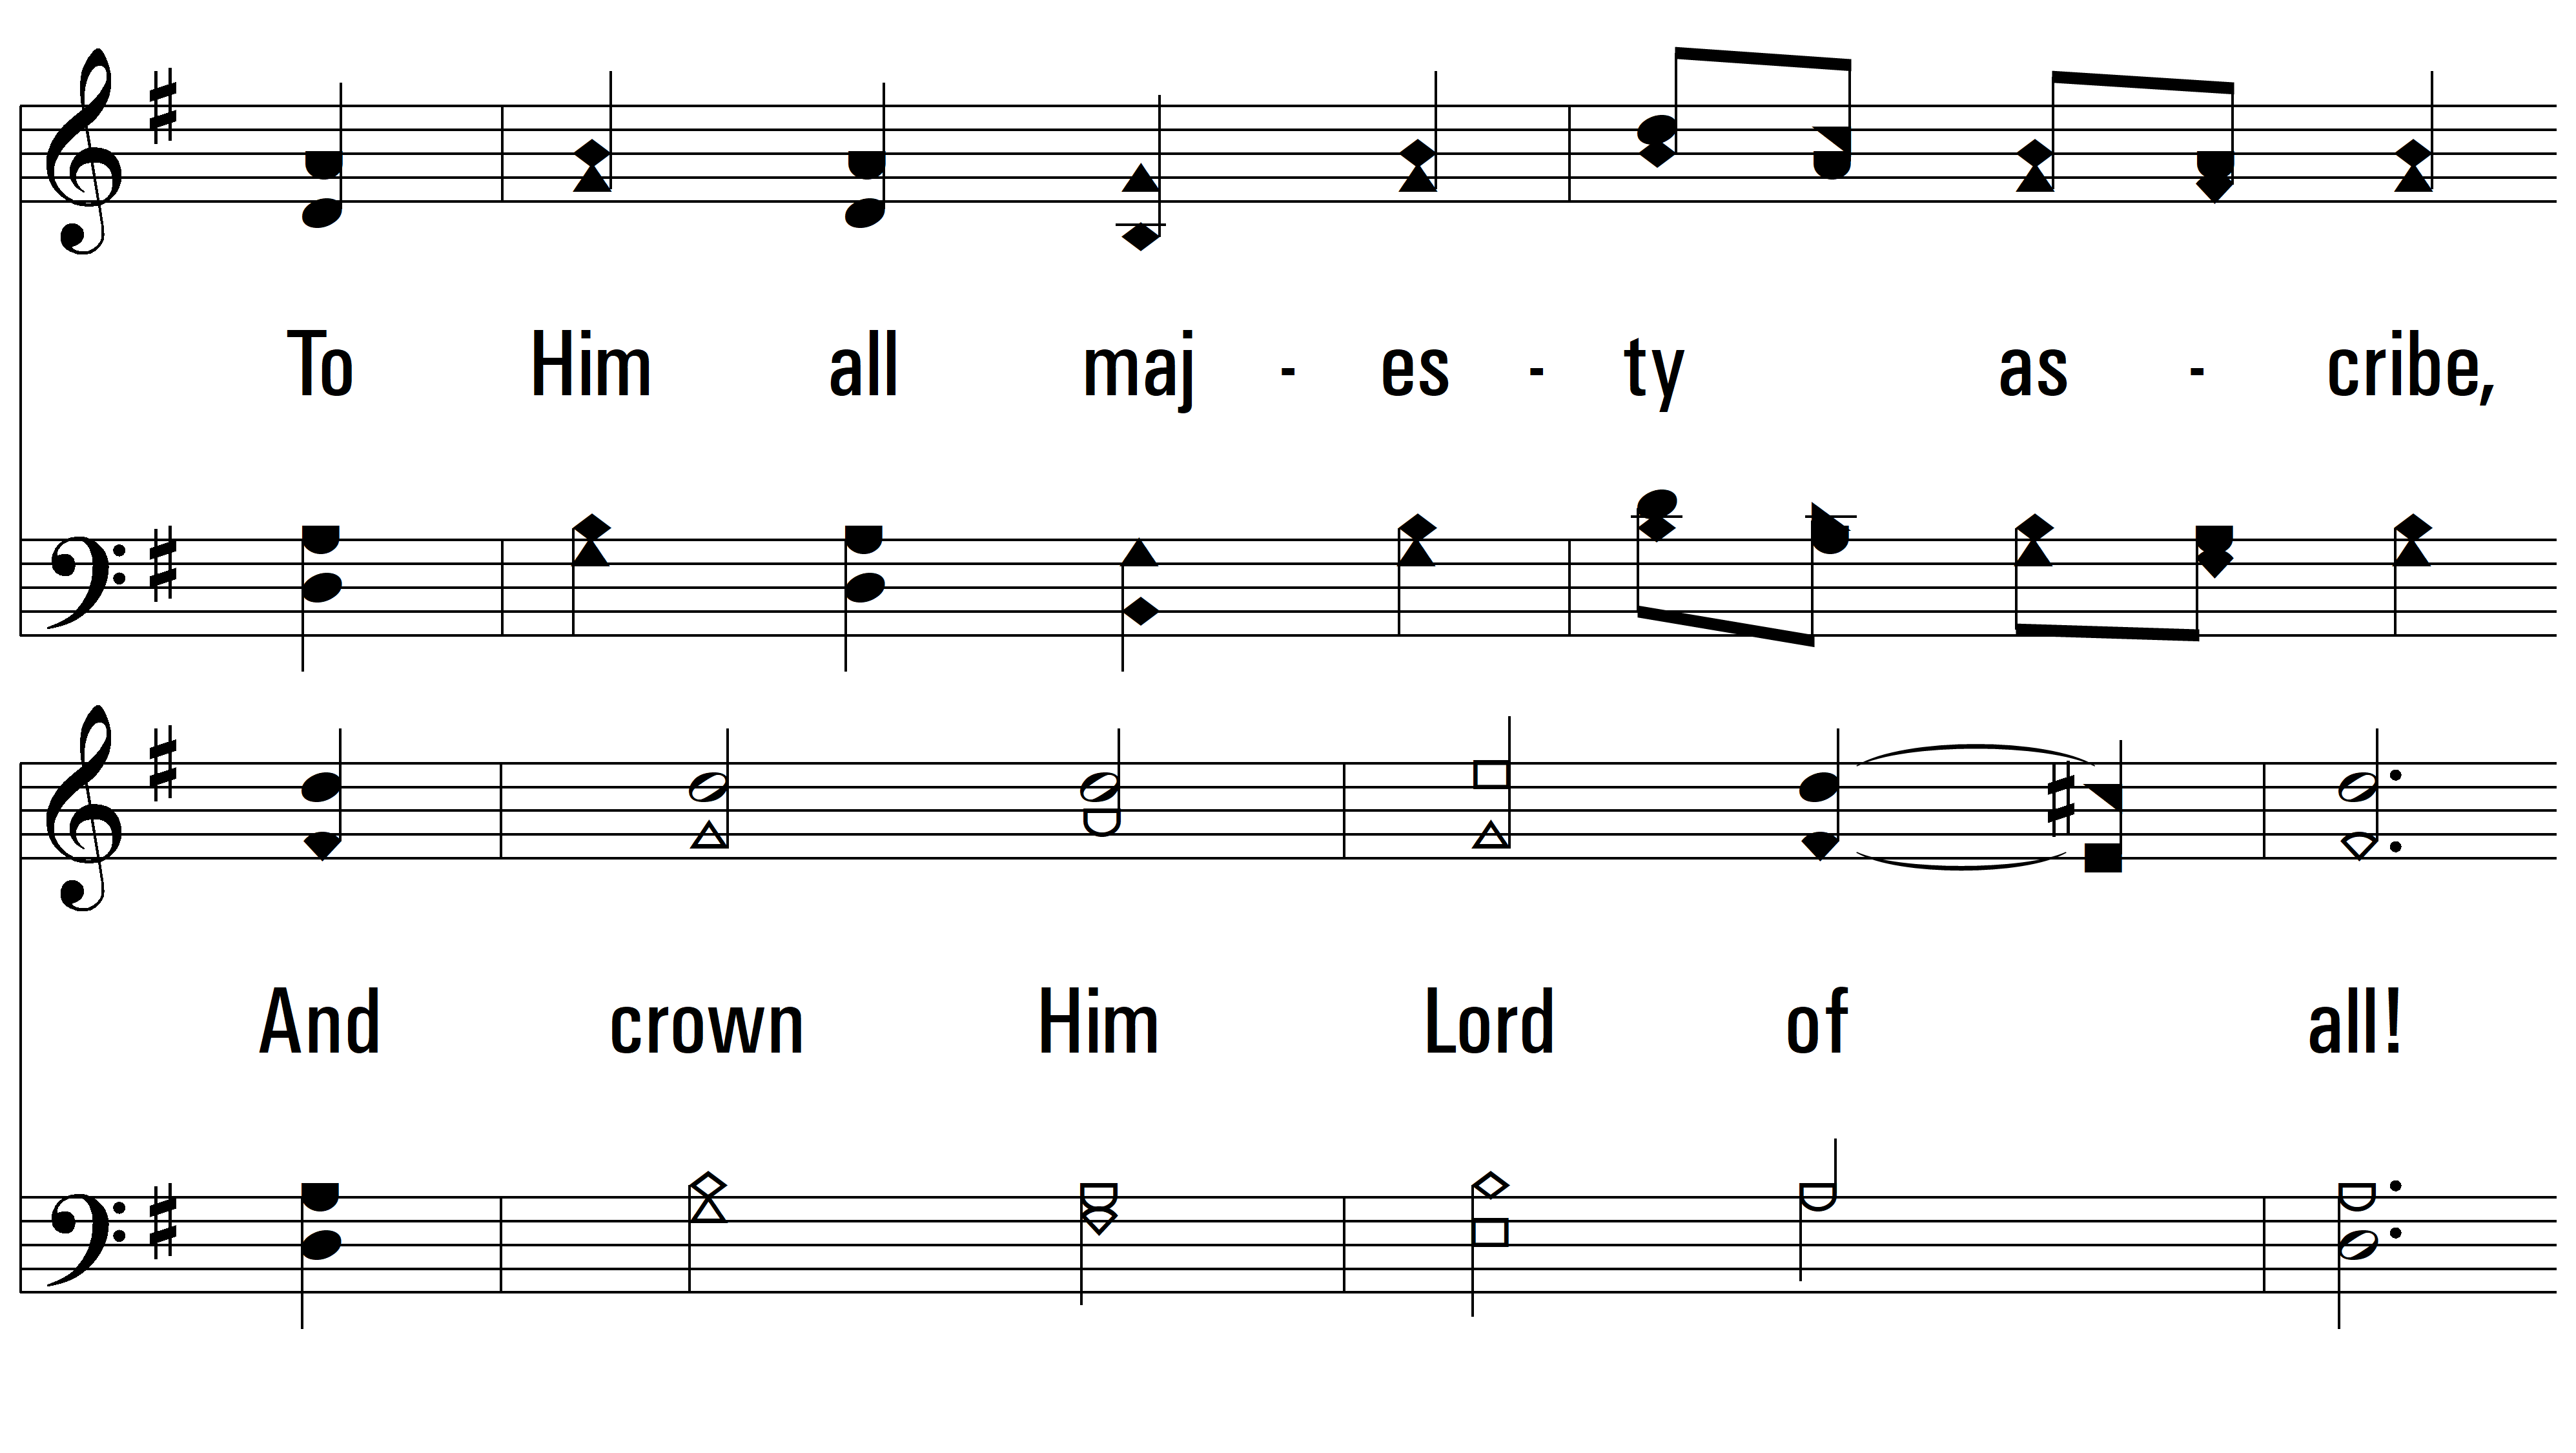 To Him all maj - es - ty as - cribe,
And crown Him Lord of all!